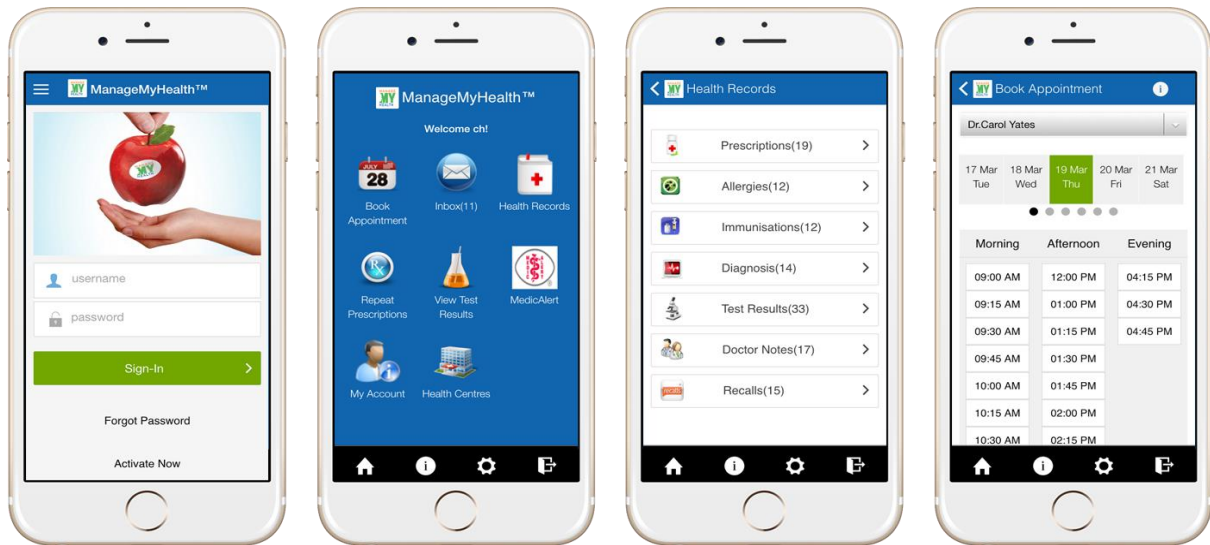 ManageMyHealth™
MY
username
password
Sign-In
Forgot Password
Activate Now
MY
ManageMyHealth™
Welcome ch!
JULY
28
Book
Appointment
Inbox(11)
Health Records
Rx
Repeat
Prescriptions
View Test
Results
MedicAlert
My Account
Health Centres
MY
Health Records
Prescriptions(19)
Allergies(12)
Immunisations(12)
Diagnosis(14)
Test Results(33)
Doctor Notes(17)
Recalls(15)
MY
Book Appointment
Dr.Carol Yates
17 Mar 18 Mar 19 Mar 20 Mar 21 Mar
Tue Wed Thu Fri Sat
Morning Afternoon Evening
09:00 AM 12:00 PM 04:15 PM
09:15 AM 01:00 PM 04:30 PM
09:30 AM 01:15 PM 04:45 PM
09:45 AM 01:30 PM
10:00 AM 01:45 PM
10:15 AM 02:00 PM
10:30 AM 02:15 PM